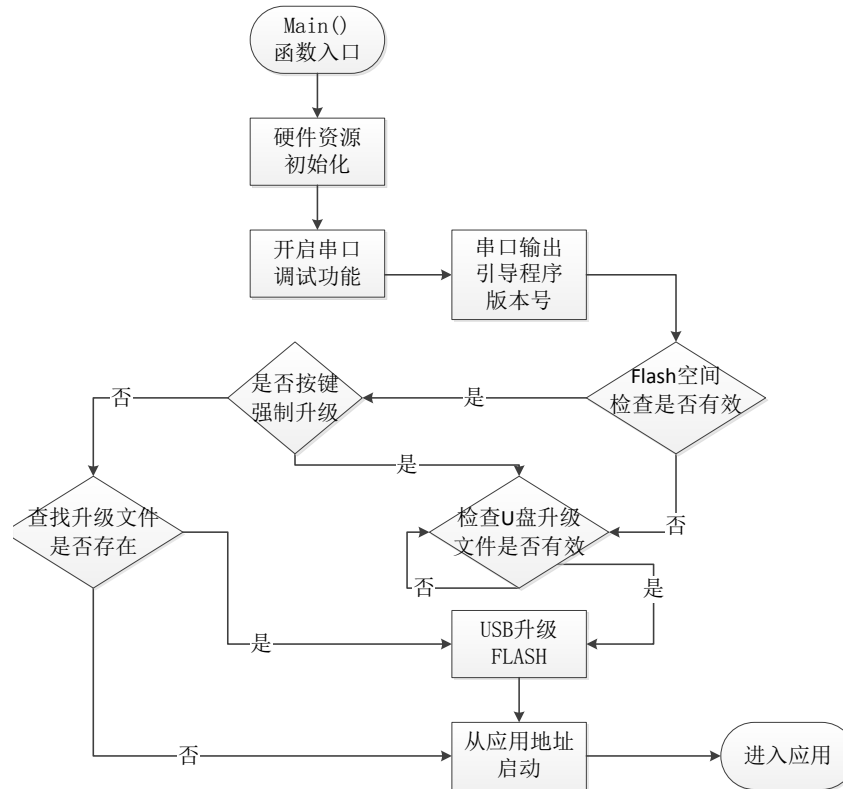 Main()
函数入口
硬件资源
初始化
开启串口
调试功能
串口输出
引导程序
版本号
Flash空间
检查是否有效
是
是否按键
强制升级
否
是
否
查找升级文件
是否存在
检查U盘升级
文件是否有效
否
是
是
USB升级
FLASH
否
从应用地址
启动
进入应用